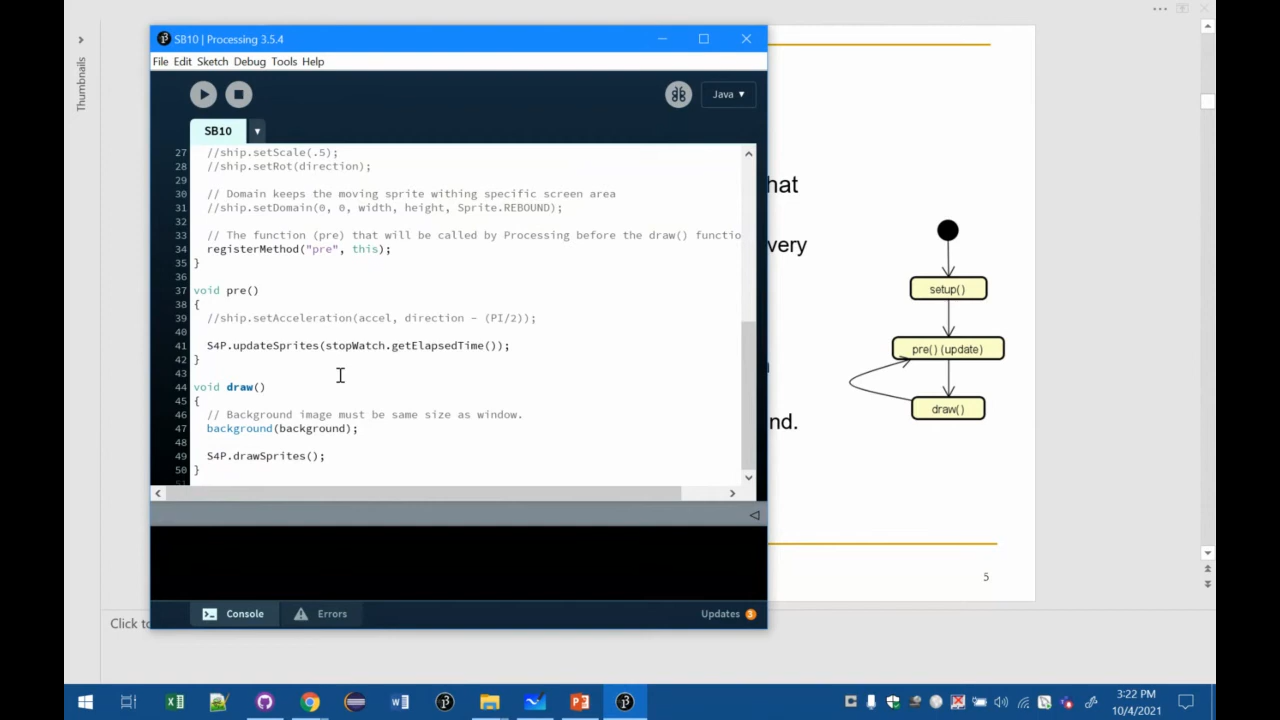 SB10 | Processing 3.5.4
File Edit Sketch Debug Tools Help
Java ▾
SB10
27 //ship.setScale(.5);
28 //ship.setRot(direction);
29
30 // Domain keeps the moving sprite withing specific screen area
31 //ship.setDomain(0, 0, width, height, Sprite.REBOUND);
32
33 // The function (pre) that will be called by Processing before the draw() functio
34 registerMethod("pre", this);
35 }
36
37 void pre()
38 {
39 //ship.setAcceleration(accel, direction - (PI/2));
40
41 S4P.updateSprites(stopWatch.getElapsedTime());
42 }
43
44 void draw()
45 {
46 // Background image must be same size as window.
47 background(background);
48
49 S4P.drawSprites();
50 }
Console
Errors
Updates 3
Thumbnails
hat
very
nd.
setup()
pre() (update)
draw()
5
Click to
3:22 PM
10/4/2021